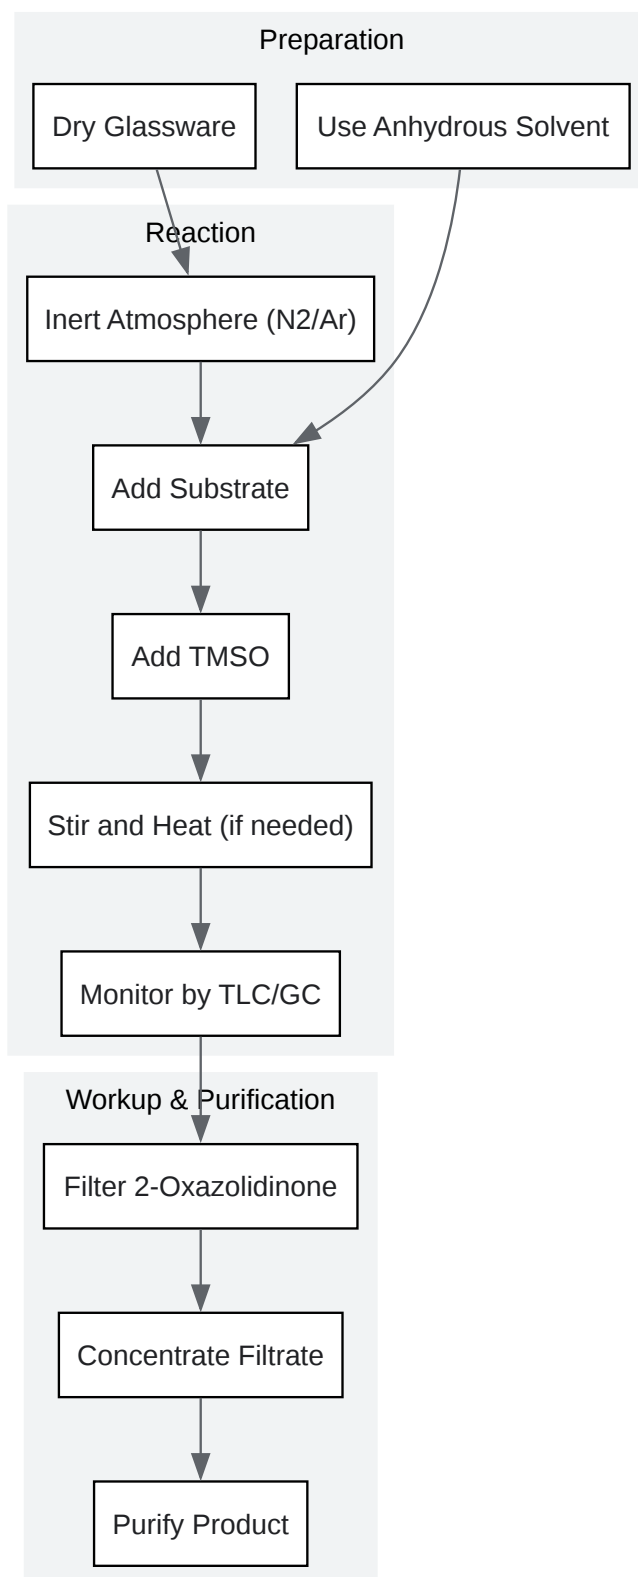 Preparation
Dry Glassware
Use Anhydrous Solvent
Reaction
Inert Atmosphere (N2/Ar)
Add Substrate
Add TMSO
Stir and Heat (if needed)
Monitor by TLC/GC
Workup & Purification
Filter 2-Oxazolidinone
Concentrate Filtrate
Purify Product